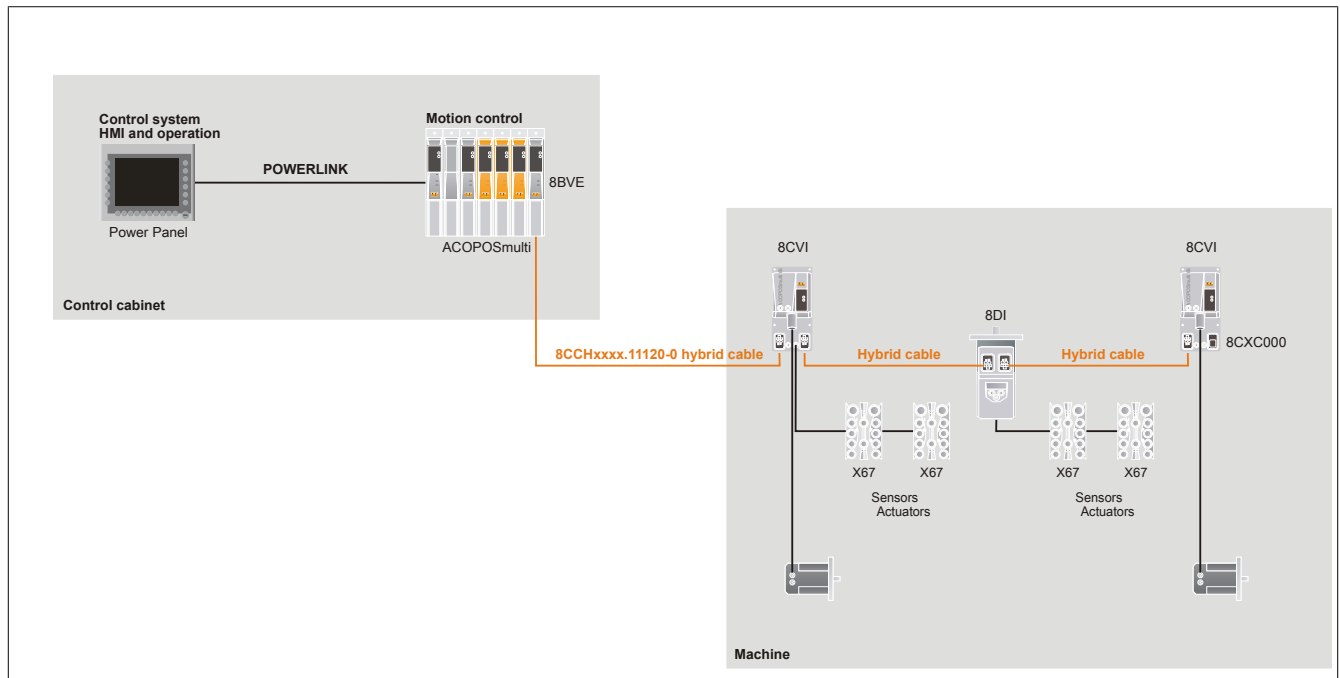 Control system
HMI and operation
Motion control
POWERLINK
8BVE
Power Panel
ACOPOSmulti
Control cabinet
8CVI
8CVI
8DI
8CXC000
8CCHxxxx.11120-0 hybrid cable
Hybrid cable
Hybrid cable
X67
X67
X67
X67
Sensors
Actuators
Sensors
Actuators
Machine